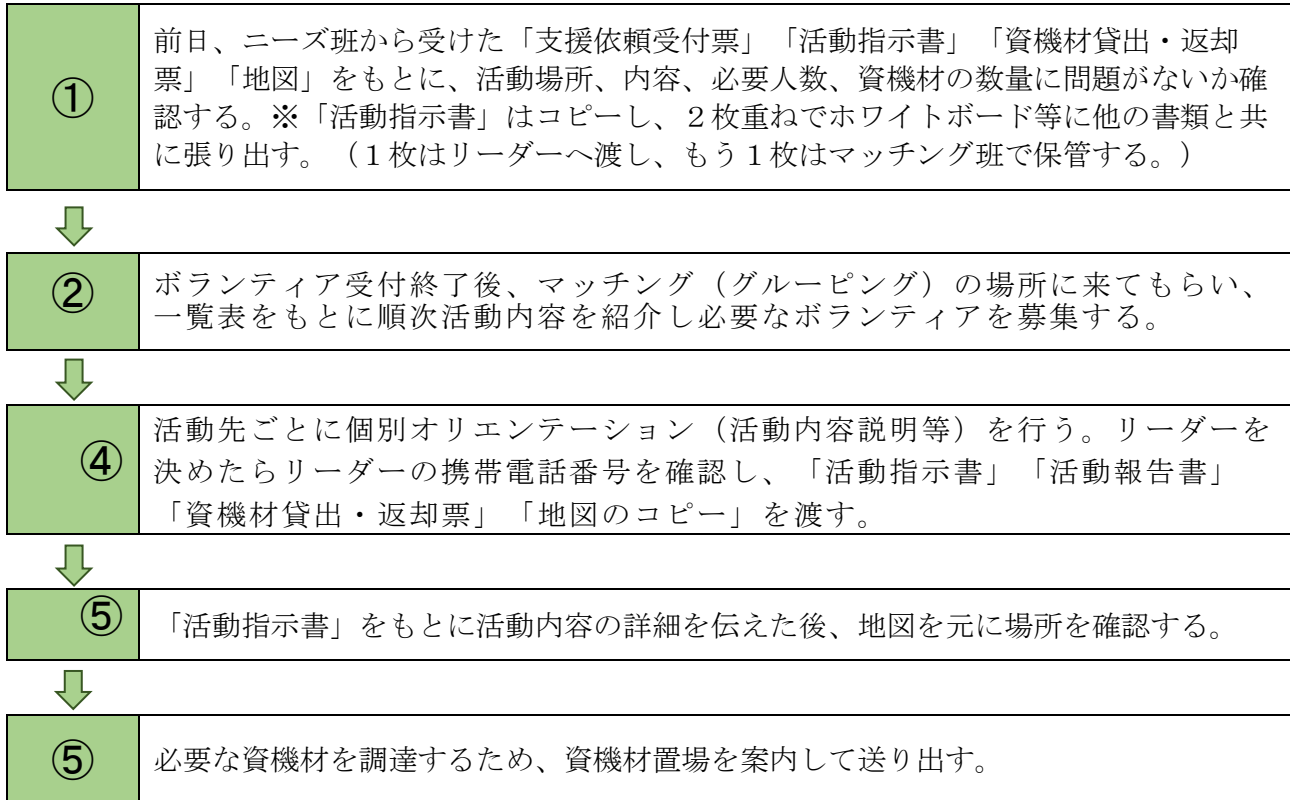 ①
前日、ニーズ班から受けた「支援依頼受付票」「活動指示書」「資機材貸出・返却
票」「地図」をもとに、活動場所、内容、必要人数、資機材の数量に問題がないか確
認する。※「活動指示書」はコピーし、２枚重ねでホワイトボード等に他の書類と共
に張り出す。（１枚はリーダーへ渡し、もう１枚はマッチング班で保管する。）
②
ボランティア受付終了後、マッチング（グルーピング）の場所に来てもらい、
一覧表をもとに順次活動内容を紹介し必要なボランティアを募集する。
④
活動先ごとに個別オリエンテーション（活動内容説明等）を行う。リーダーを
決めたらリーダーの携帯電話番号を確認し、「活動指示書」「活動報告書」
「資機材貸出・返却票」「地図のコピー」を渡す。
⑤
「活動指示書」をもとに活動内容の詳細を伝えた後、地図を元に場所を確認する。
⑤
必要な資機材を調達するため、資機材置場を案内して送り出す。